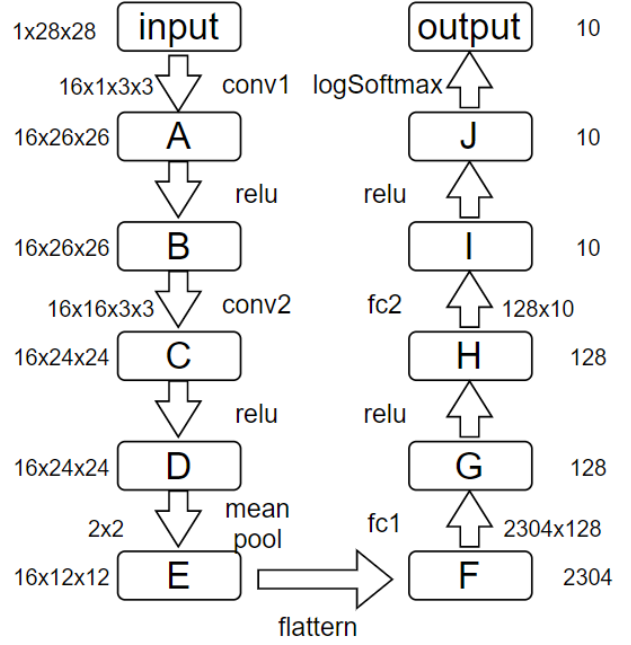 1x28x28 input
16x1x3x3 conv1
16x26x26 A
relu
16x26x26 B
16x16x3x3 conv2
16x24x24 C
relu
16x24x24 D
2x2 mean
pool
16x12x12 E
flattern
F 2304
fc1 2304x128
G 128
relu
H 128
fc2 128x10
I 10
relu
J 10
logSoftmax
output 10